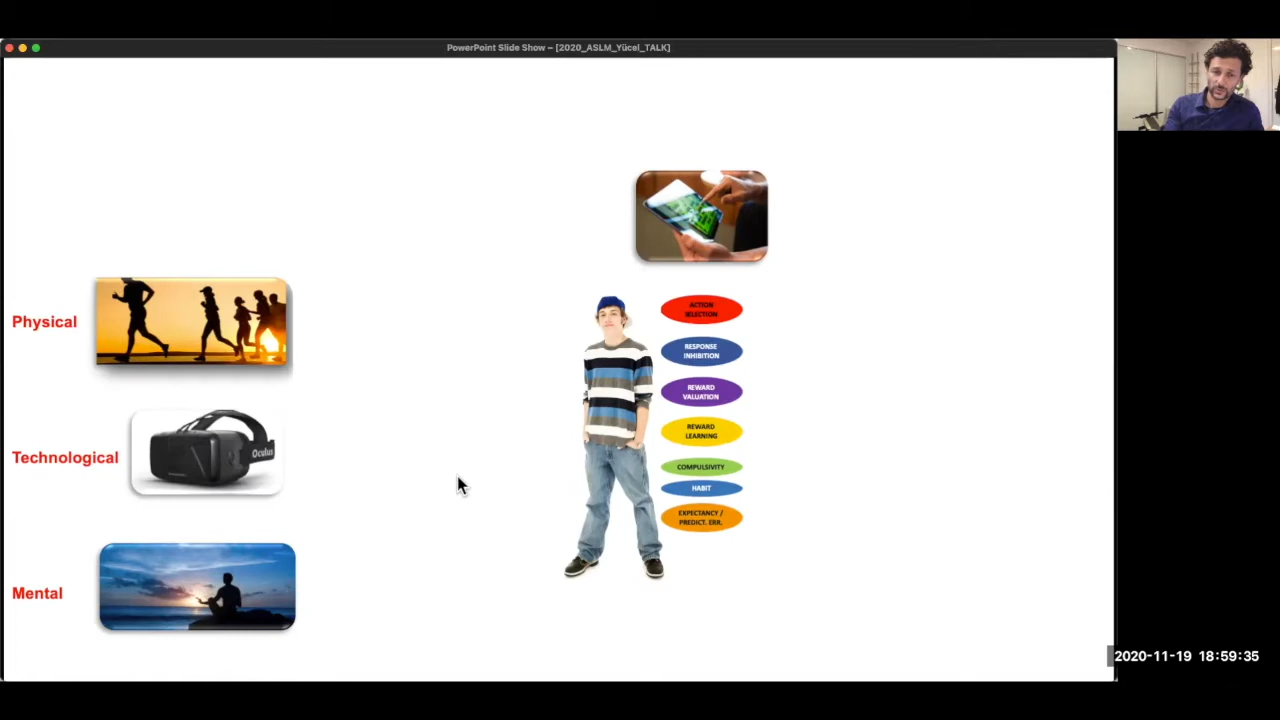 PowerPoint Slide Show – [2020_ASLM_Yücel_TALK]
Physical
Oculus
Technological
Mental
ACTION
SELECTION
RESPONSE
INHIBITION
REWARD
VALUATION
REWARD
LEARNING
COMPULSIVITY
HABIT
EXPECTANCY /
PREDICT. ERR.
2020-11-19 18:59:35